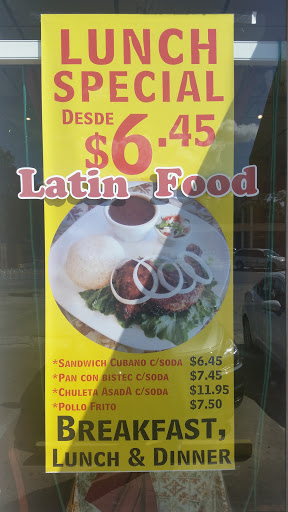 LUNCH
SPECIAL
DESDE
$6.45
Latin Food
*SANDWICH CUBANO C/SODA $6.45
*PAN CON BISTEC C/SODA $7.45
*CHULETA ASADA C/SODA $11.95
*POLLO FRITO $7.50
BREAKFAST,
LUNCH & DINNER